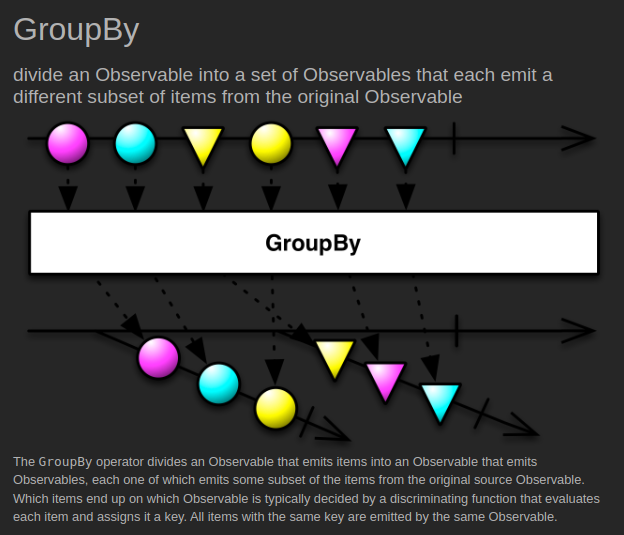 GroupBy
divide an Observable into a set of Observables that each emit a
different subset of items from the original Observable
GroupBy
The GroupBy operator divides an Observable that emits items into an Observable that emits
Observables, each one of which emits some subset of the items from the original source Observable.
Which items end up on which Observable is typically decided by a discriminating function that evaluates
each item and assigns it a key. All items with the same key are emitted by the same Observable.